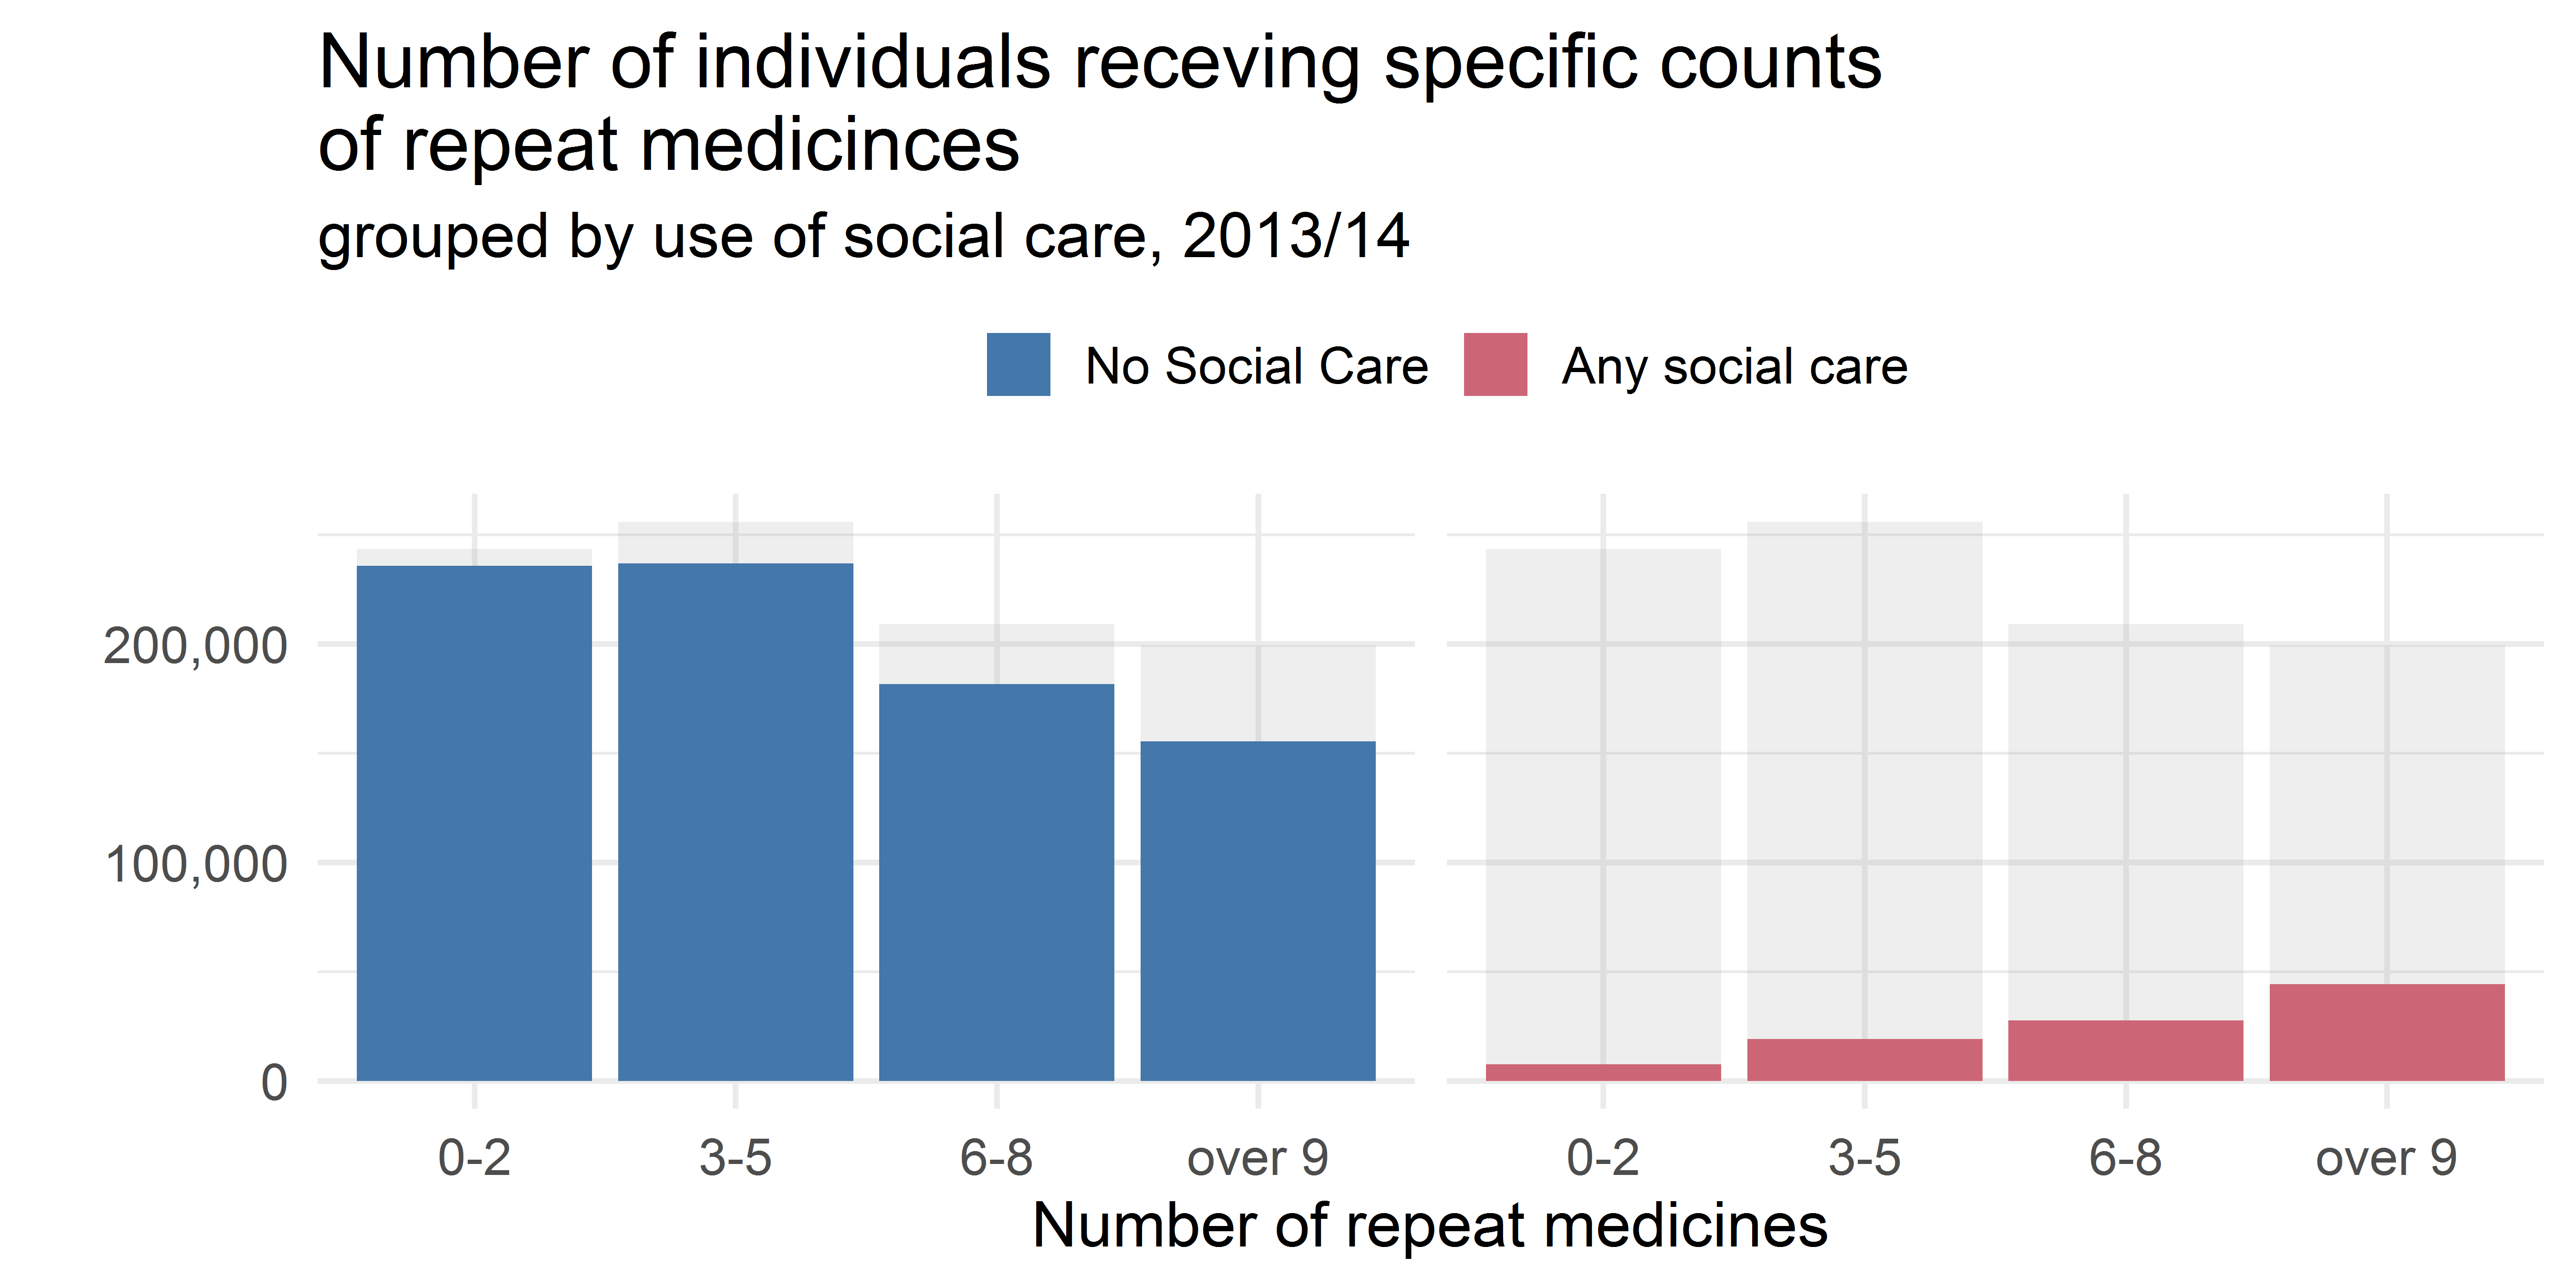 Number of individuals receving specific counts
of repeat medicinces
grouped by use of social care, 2013/14
No Social Care Any social care
200,000
100,000
0
0-2 3-5 6-8 over 9 0-2 3-5 6-8 over 9
Number of repeat medicines